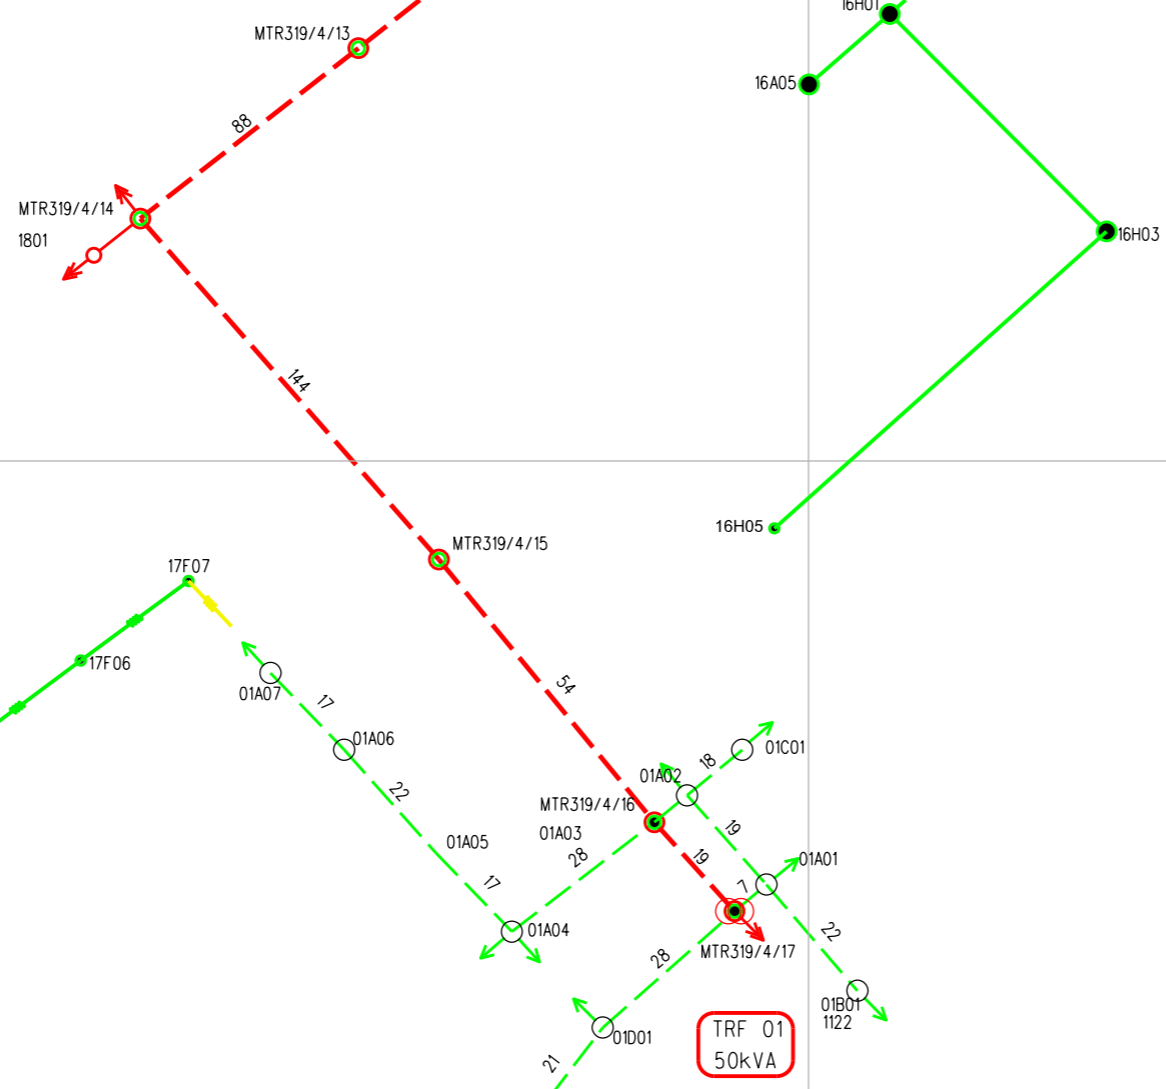 16H01
MTR319/4/13
16A05
88
MTR319/4/14
1801
16H03
144
16H05
MTR319/4/15
17F07
17F06
54
01A07
17
01A06
01C01
18
01A02
22
MTR319/4/16
01A03
19
01A05
28
19
01A01
17
7
01A04
22
MTR319/4/17
28
01B01
1122
01D01
TRF 01
50kVA
21